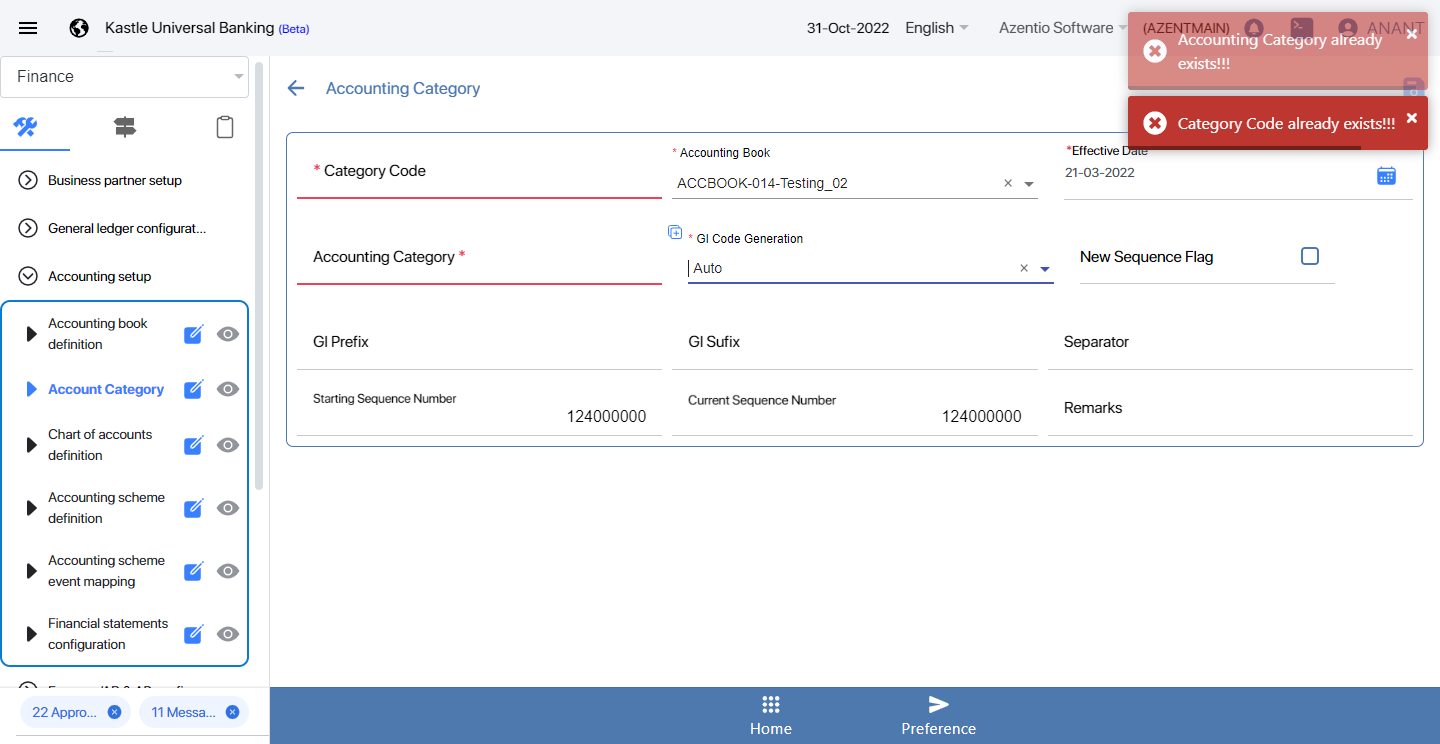 Kastle Universal Banking (Beta)
31-Oct-2022
English
Azentio Software
(AZENTMAIN)
ANANT
Accounting Category already
exists!!!
Category Code already exists!!!
Finance
Accounting Category
Business partner setup
General ledger configurat...
Accounting setup
Accounting book
definition
Account Category
Chart of accounts
definition
Accounting scheme
definition
Accounting scheme
event mapping
Financial statements
configuration
22 Appro...
11 Messa...
* Category Code
* Accounting Book
ACCBOOK-014-Testing_02
*Effective Date
21-03-2022
Accounting Category *
* GI Code Generation
Auto
New Sequence Flag
GI Prefix
GI Sufix
Separator
Starting Sequence Number
124000000
Current Sequence Number
124000000
Remarks
Home
Preference